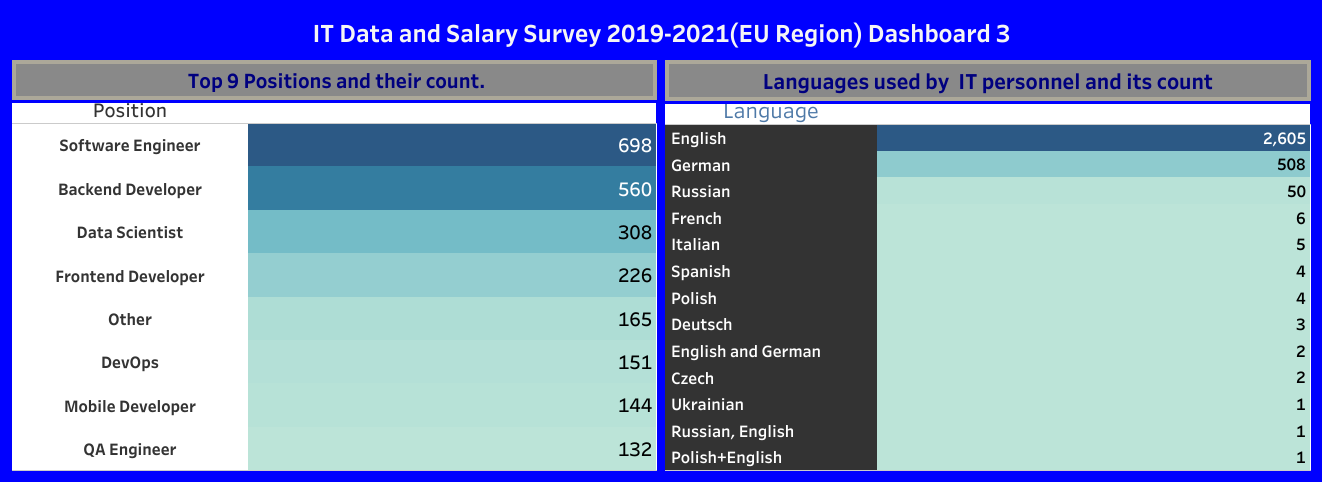 IT Data and Salary Survey 2019-2021(EU Region) Dashboard 3
Top 9 Positions and their count.
Position
Software Engineer 698
Backend Developer 560
Data Scientist 308
Frontend Developer 226
Other 165
DevOps 151
Mobile Developer 144
QA Engineer 132
Languages used by IT personnel and its count
Language
English 2,605
German 508
Russian 50
French 6
Italian 5
Spanish 4
Polish 4
Deutsch 3
English and German 2
Czech 2
Ukrainian 1
Russian, English 1
Polish+English 1